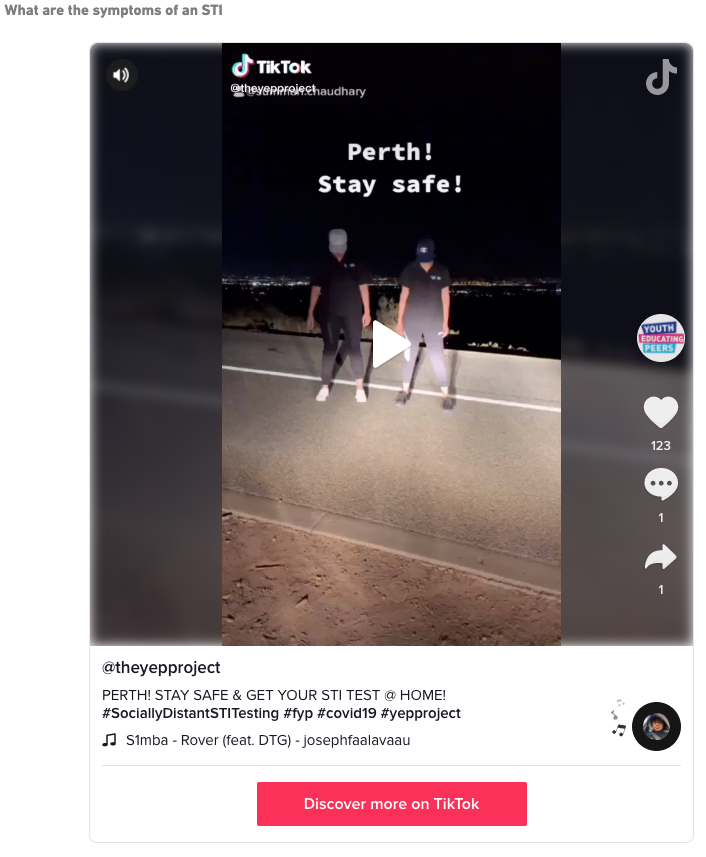 What are the symptoms of an STI
TikTok
@theyepproject
Perth!
Stay safe!
YOUTH
EDUCATING
PEERS
123
1
1
@theyepproject
PERTH! STAY SAFE & GET YOUR STI TEST @ HOME!
#SociallyDistantSTITesting #fyp #covid19 #yepproject
S1mba - Rover (feat. DTG) - josephfaalavaau
Discover more on TikTok